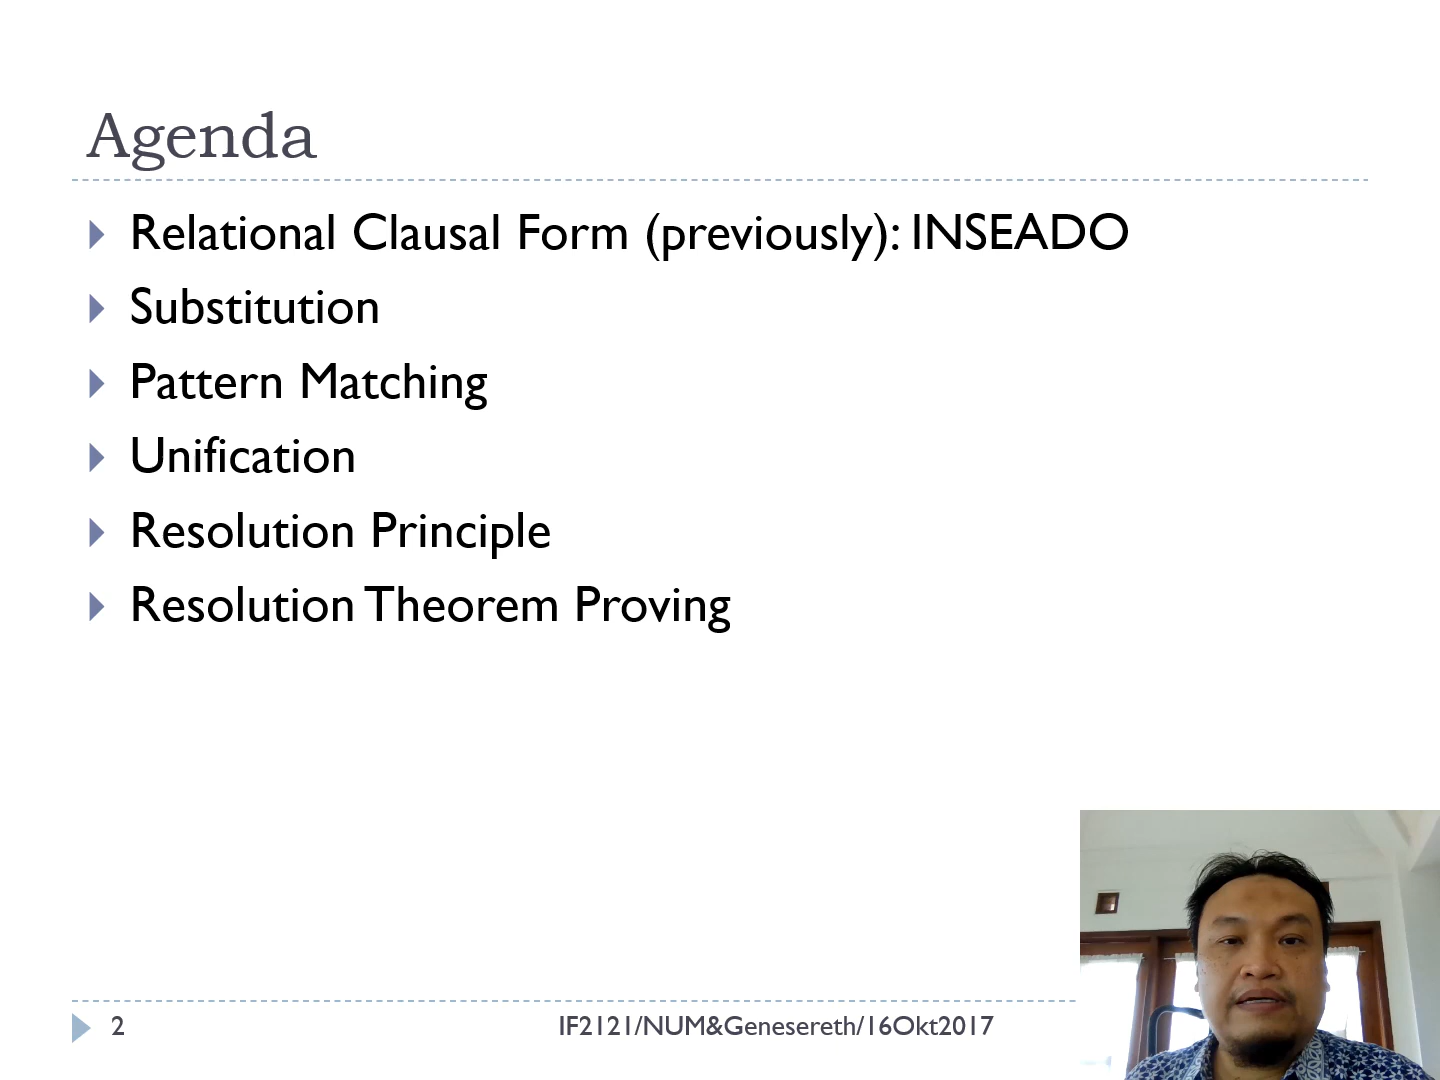 Agenda
Relational Clausal Form (previously): INSEADO
Substitution
Pattern Matching
Unification
Resolution Principle
Resolution Theorem Proving
2
IF2121/NUM&Genesereth/16Okt2017